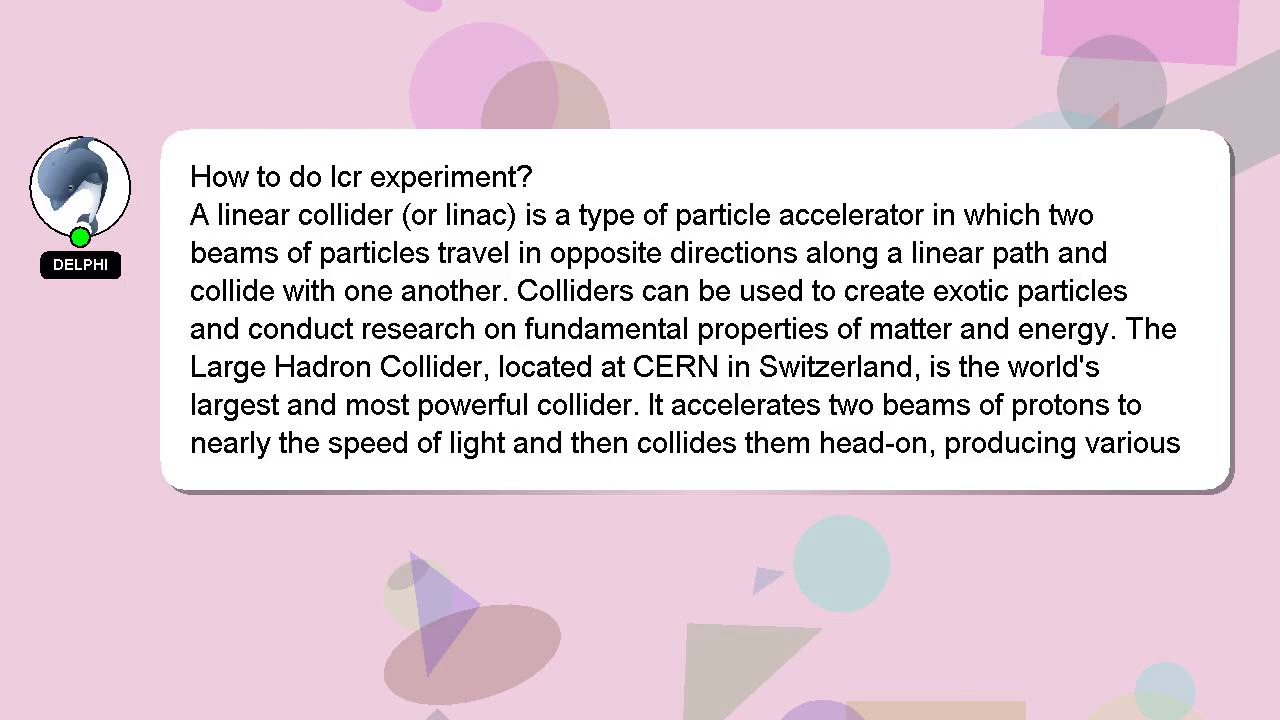 How to do lcr experiment?
A linear collider (or linac) is a type of particle accelerator in which two
beams of particles travel in opposite directions along a linear path and
collide with one another. Colliders can be used to create exotic particles
and conduct research on fundamental properties of matter and energy. The
Large Hadron Collider, located at CERN in Switzerland, is the world's
largest and most powerful collider. It accelerates two beams of protons to
nearly the speed of light and then collides them head-on, producing various
DELPHI